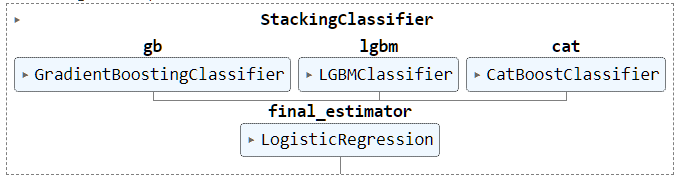 StackingClassifier
gb lgbm cat
GradientBoostingClassifier LGBMClassifier CatBoostClassifier
final_estimator
LogisticRegression